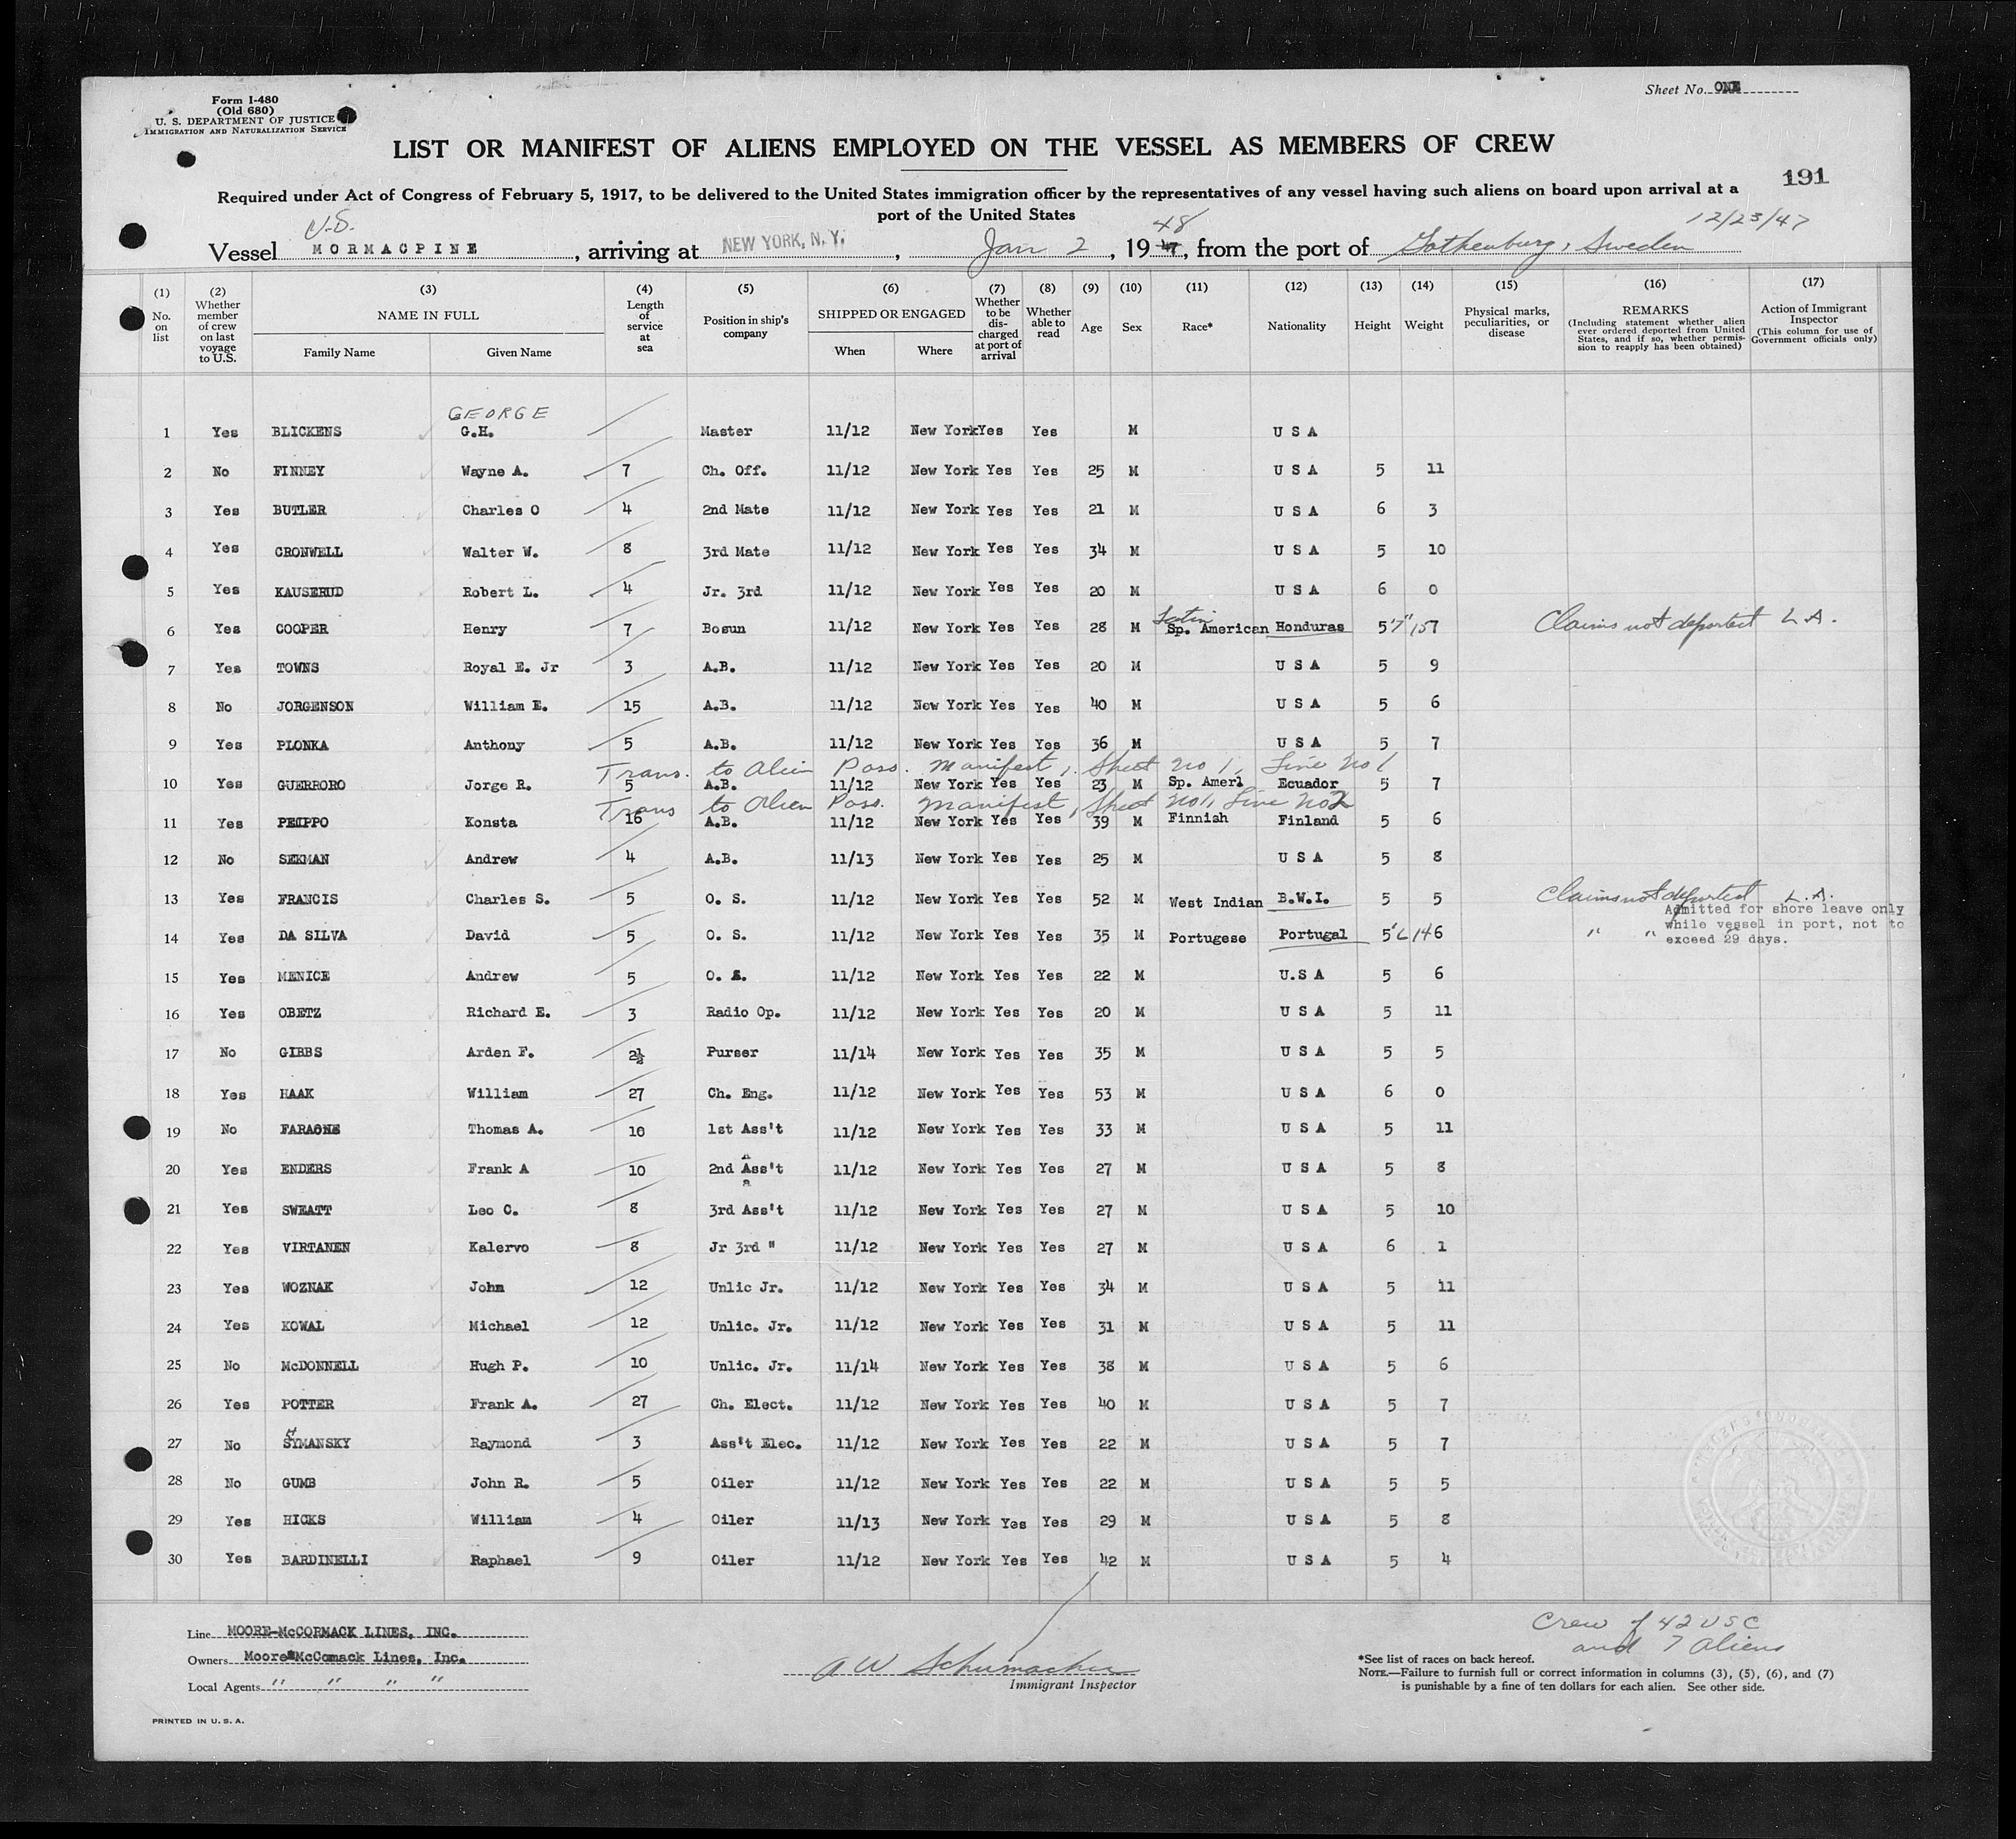 Form I-480
(Old 680)
U. S. DEPARTMENT OF JUSTICE
IMMIGRATION AND NATURALIZATION SERVICE
Sheet No. ONE
LIST OR MANIFEST OF ALIENS EMPLOYED ON THE VESSEL AS MEMBERS OF CREW
191
Required under Act of Congress of February 5, 1917, to be delivered to the United States immigration officer by the representatives of any vessel having such aliens on board upon arrival at a
port of the United States
12/23/47
U.S.
48
Vessel MORMACPINE, arriving at NEW YORK, N. Y., Jan 2, 19 47, from the port of Gothenburg, Sweden
(1) No. on list (2) Whether member of crew on last voyage to U.S. (3) NAME IN FULL Family Name Given Name (4) Length of service at sea (5) Position in ship's company (6) SHIPPED OR ENGAGED When Where (7) Whether to be discharged at port of arrival (8) Whether able to read (9) Age (10) Sex (11) Race* (12) Nationality (13) Height (14) Weight (15) Physical marks, peculiarities, or disease (16) REMARKS (Including statement whether alien ever ordered deported from United States, and if so, whether permission to reapply has been obtained) (17) Action of Immigrant Inspector (This column for use of Government officials only)
GEORGE
1 Yes BLICKENS G.H. Master 11/12 New York Yes Yes M U S A
2 No FINNEY Wayne A. 7 Ch. Off. 11/12 New York Yes Yes 25 M U S A 5 11
3 Yes BUTLER Charles O 4 2nd Mate 11/12 New York Yes Yes 21 M U S A 6 3
4 Yes CRONWELL Walter W. 8 3rd Mate 11/12 New York Yes Yes 34 M U S A 5 10
5 Yes KAUSERUD Robert L. 4 Jr. 3rd 11/12 New York Yes Yes 20 M U S A 6 0
Latin
6 Yes COOPER Henry 7 Bosun 11/12 New York Yes Yes 28 M Sp. American Honduras 5'7" 157 Claims not deported L.A.
7 Yes TOWNS Royal E. Jr 3 A.B. 11/12 New York Yes Yes 20 M U S A 5 9
8 No JORGENSON William E. 15 A.B. 11/12 New York Yes Yes 40 M U S A 5 6
9 Yes PLONKA Anthony 5 A.B. 11/12 New York Yes Yes 36 M U S A 5 7
Trans. to Alien Pass. Manifest, Sheet No 1, Line No 1
10 Yes GUERRORO Jorge R. 5 A.B. 11/12 New York Yes Yes 23 M Sp. Amerl Ecuador 5 7
Trans to Alien Pass. Manifest, Sheet No 1, Line No 2
11 Yes PEIPPO Konsta 16 A.B. 11/12 New York Yes Yes 39 M Finnish Finland 5 6
12 No SEKMAN Andrew 4 A.B. 11/13 New York Yes Yes 25 M U S A 5 8
13 Yes FRANCIS Charles S. 5 O. S. 11/12 New York Yes Yes 52 M West Indian B.W.I. 5 5 Claims not deported L.A.
Admitted for shore leave only
while vessel in port, not to
exceed 29 days.
14 Yes DA SILVA David 5 O. S. 11/12 New York Yes Yes 35 M Portugese Portugal 5'6 146 " "
15 Yes MENICE Andrew 5 O. S. 11/12 New York Yes Yes 22 M U.S A 5 6
16 Yes OBETZ Richard E. 3 Radio Op. 11/12 New York Yes Yes 20 M U S A 5 11
17 No GIBBS Arden F. 2½ Purser 11/14 New York Yes Yes 35 M U S A 5 5
18 Yes HAAK William 27 Ch. Eng. 11/12 New York Yes Yes 53 M U S A 6 0
19 No FARAONE Thomas A. 10 1st Ass't 11/12 New York Yes Yes 33 M U S A 5 11
20 Yes ENDERS Frank A 10 2nd Ass't 11/12 New York Yes Yes 27 M U S A 5 8
21 Yes SWEATT Leo C. 8 3rd Ass't 11/12 New York Yes Yes 27 M U S A 5 10
22 Yes VIRTANEN Kalervo 8 Jr 3rd " 11/12 New York Yes Yes 27 M U S A 6 1
23 Yes WOZNAK John 12 Unlic Jr. 11/12 New York Yes Yes 34 M U S A 5 11
24 Yes KOWAL Michael 12 Unlic. Jr. 11/12 New York Yes Yes 31 M U S A 5 11
25 No McDONNELL Hugh P. 10 Unlic. Jr. 11/14 New York Yes Yes 38 M U S A 5 6
26 Yes POTTER Frank A. 27 Ch. Elect. 11/12 New York Yes Yes 40 M U S A 5 7
27 No SYMANSKY Raymond 3 Ass't Elec. 11/12 New York Yes Yes 22 M U S A 5 7
28 No GUMB John R. 5 Oiler 11/12 New York Yes Yes 22 M U S A 5 5
29 Yes HICKS William 4 Oiler 11/13 New York Yes Yes 29 M U S A 5 8
30 Yes BARDINELLI Raphael 9 Oiler 11/12 New York Yes Yes 42 M U S A 5 4
Crew of 42 USC
and 7 Aliens
Line MOORE-McCORMACK LINES, INC.
Owners Moore McComack Lines, Inc.
Local Agents " " " "
A W Schumacher
Immigrant Inspector
*See list of races on back hereof.
NOTE.—Failure to furnish full or correct information in columns (3), (5), (6), and (7)
is punishable by a fine of ten dollars for each alien. See other side.
PRINTED IN U. S. A.